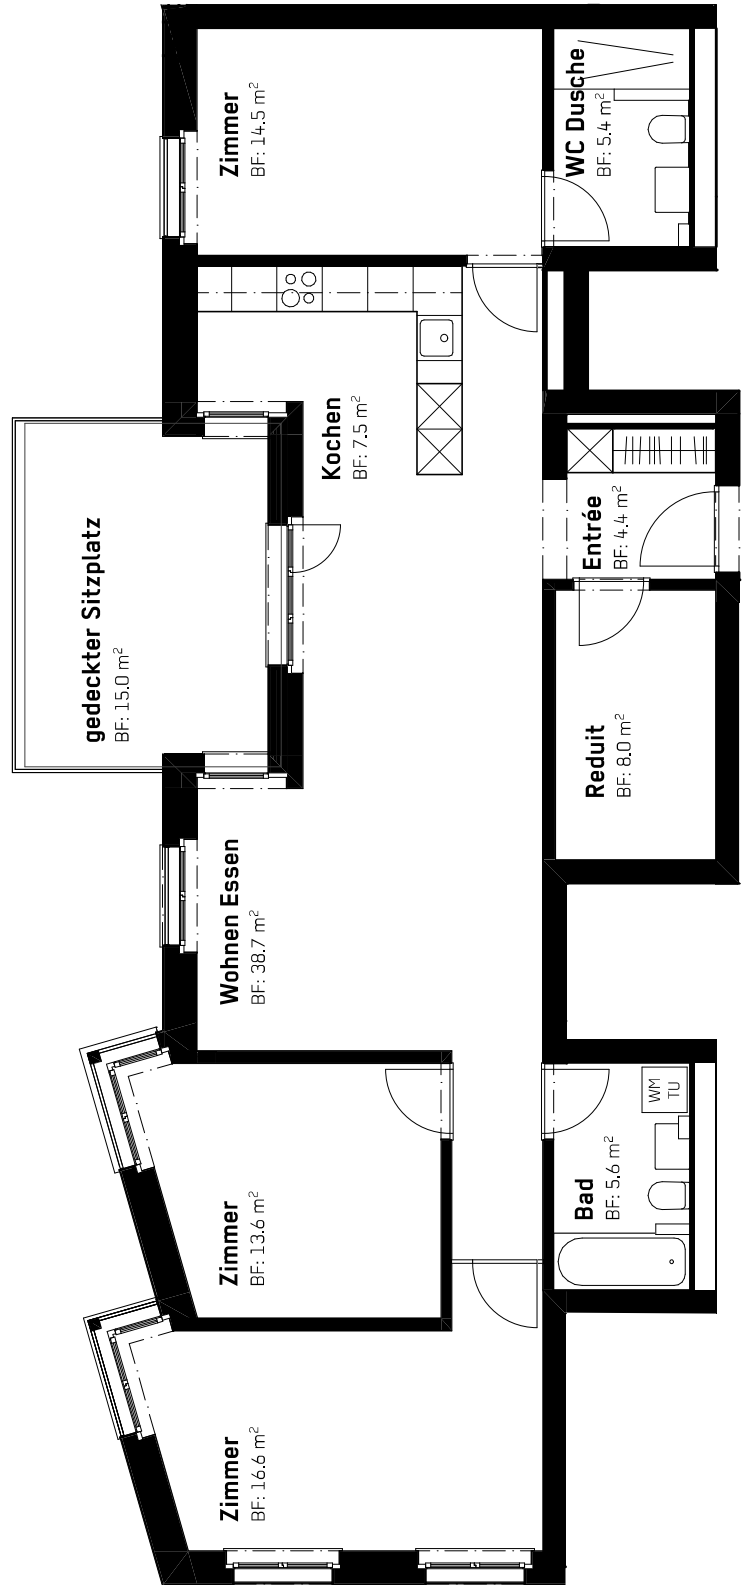 Zimmer
BF: 14.5 m²
WC Dusche
BF: 5.4 m²
Kochen
BF: 7.5 m²
Entrée
BF: 4.4 m²
gedeckter Sitzplatz
BF: 15.0 m²
Reduit
BF: 8.0 m²
Wohnen Essen
BF: 38.7 m²
WM
TU
Bad
BF: 5.6 m²
Zimmer
BF: 13.6 m²
Zimmer
BF: 16.6 m²